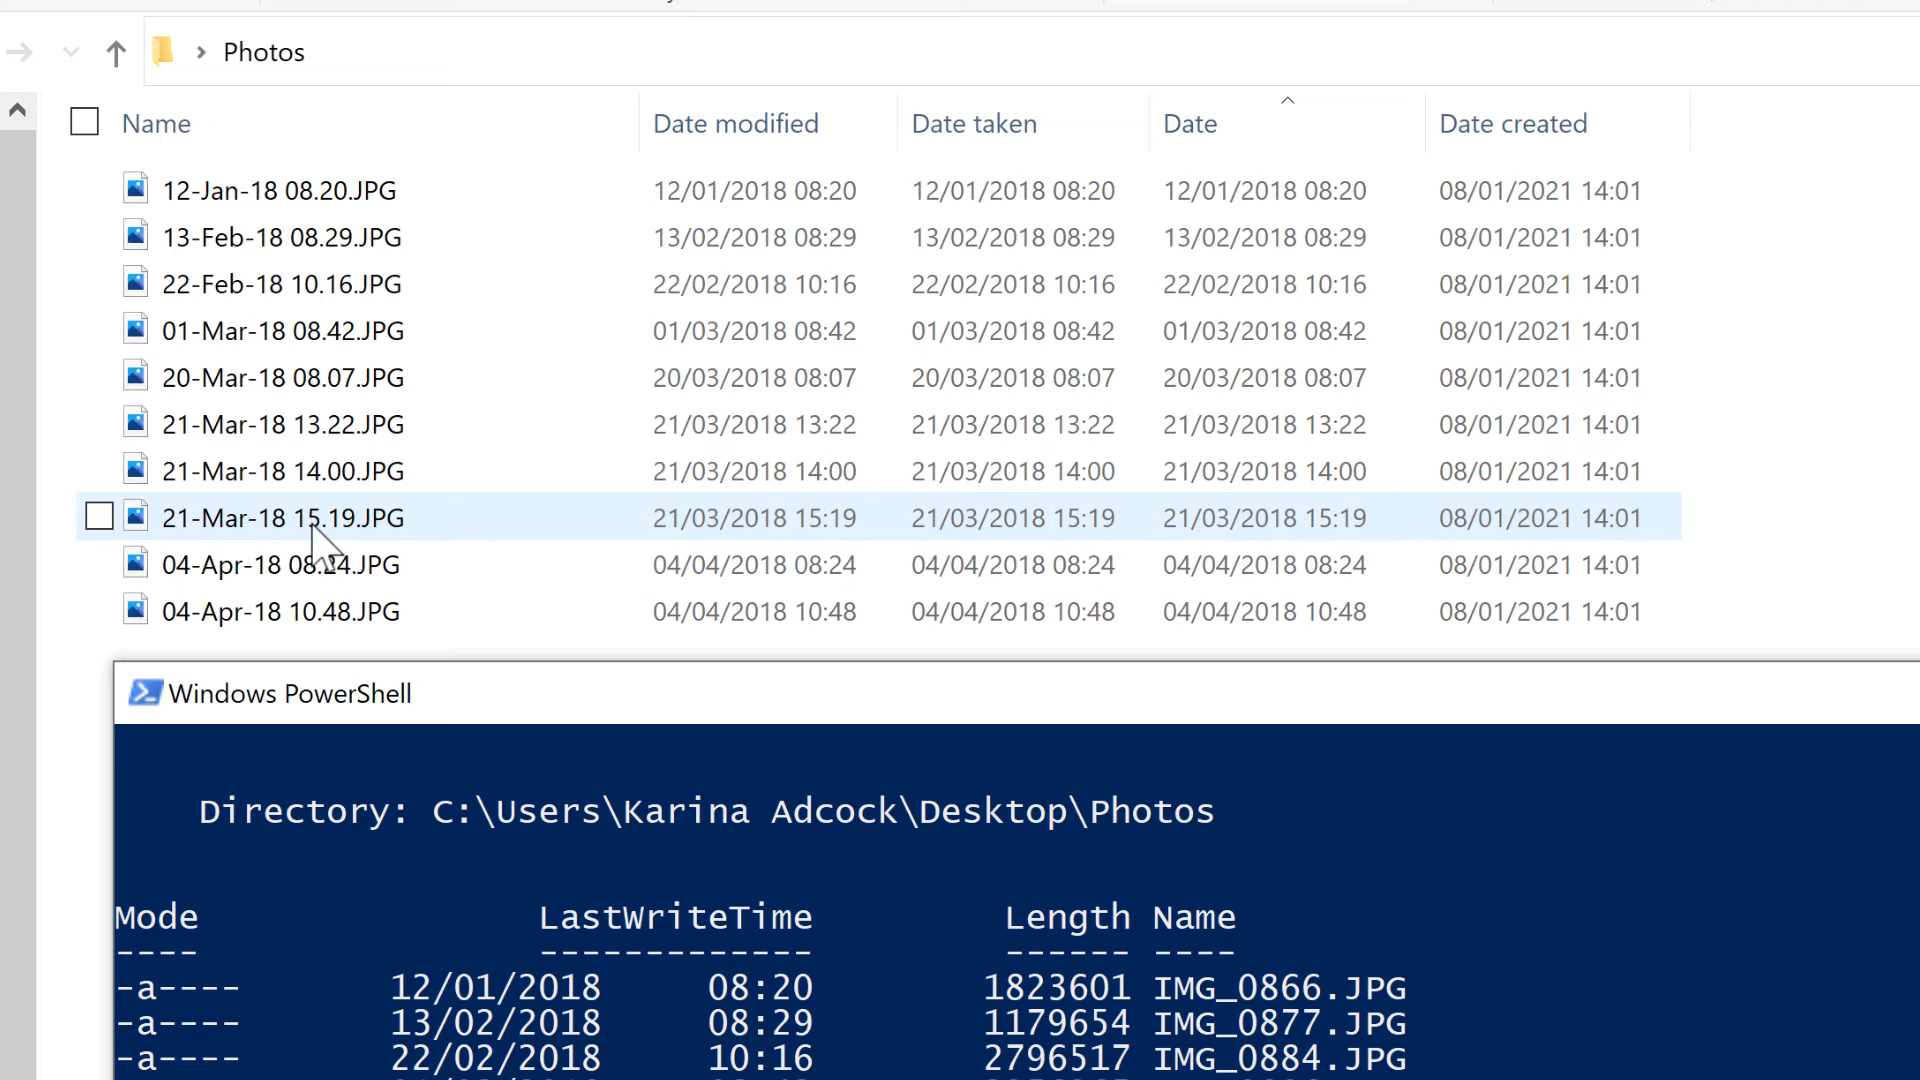 Photos
Name Date modified Date taken Date Date created
12-Jan-18 08.20.JPG 12/01/2018 08:20 12/01/2018 08:20 12/01/2018 08:20 08/01/2021 14:01
13-Feb-18 08.29.JPG 13/02/2018 08:29 13/02/2018 08:29 13/02/2018 08:29 08/01/2021 14:01
22-Feb-18 10.16.JPG 22/02/2018 10:16 22/02/2018 10:16 22/02/2018 10:16 08/01/2021 14:01
01-Mar-18 08.42.JPG 01/03/2018 08:42 01/03/2018 08:42 01/03/2018 08:42 08/01/2021 14:01
20-Mar-18 08.07.JPG 20/03/2018 08:07 20/03/2018 08:07 20/03/2018 08:07 08/01/2021 14:01
21-Mar-18 13.22.JPG 21/03/2018 13:22 21/03/2018 13:22 21/03/2018 13:22 08/01/2021 14:01
21-Mar-18 14.00.JPG 21/03/2018 14:00 21/03/2018 14:00 21/03/2018 14:00 08/01/2021 14:01
21-Mar-18 15.19.JPG 21/03/2018 15:19 21/03/2018 15:19 21/03/2018 15:19 08/01/2021 14:01
04-Apr-18 08.24.JPG 04/04/2018 08:24 04/04/2018 08:24 04/04/2018 08:24 08/01/2021 14:01
04-Apr-18 10.48.JPG 04/04/2018 10:48 04/04/2018 10:48 04/04/2018 10:48 08/01/2021 14:01
Windows PowerShell
Directory: C:\Users\Karina Adcock\Desktop\Photos
Mode LastWriteTime Length Name
---- ------------- ------ ----
-a---- 12/01/2018 08:20 1823601 IMG_0866.JPG
-a---- 13/02/2018 08:29 1179654 IMG_0877.JPG
-a---- 22/02/2018 10:16 2796517 IMG_0884.JPG